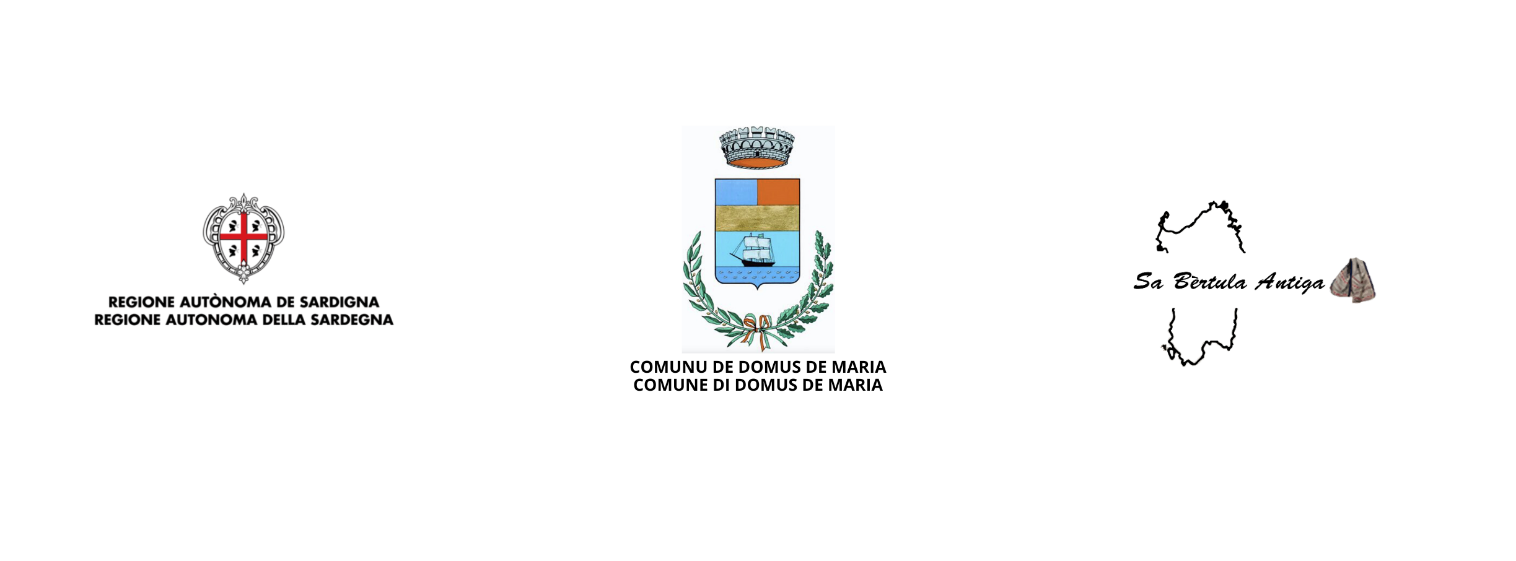 REGIONE AUTÒNOMA DE SARDIGNA
REGIONE AUTONOMA DELLA SARDEGNA
COMUNU DE DOMUS DE MARIA
COMUNE DI DOMUS DE MARIA
Sa Bèrtula Antiga